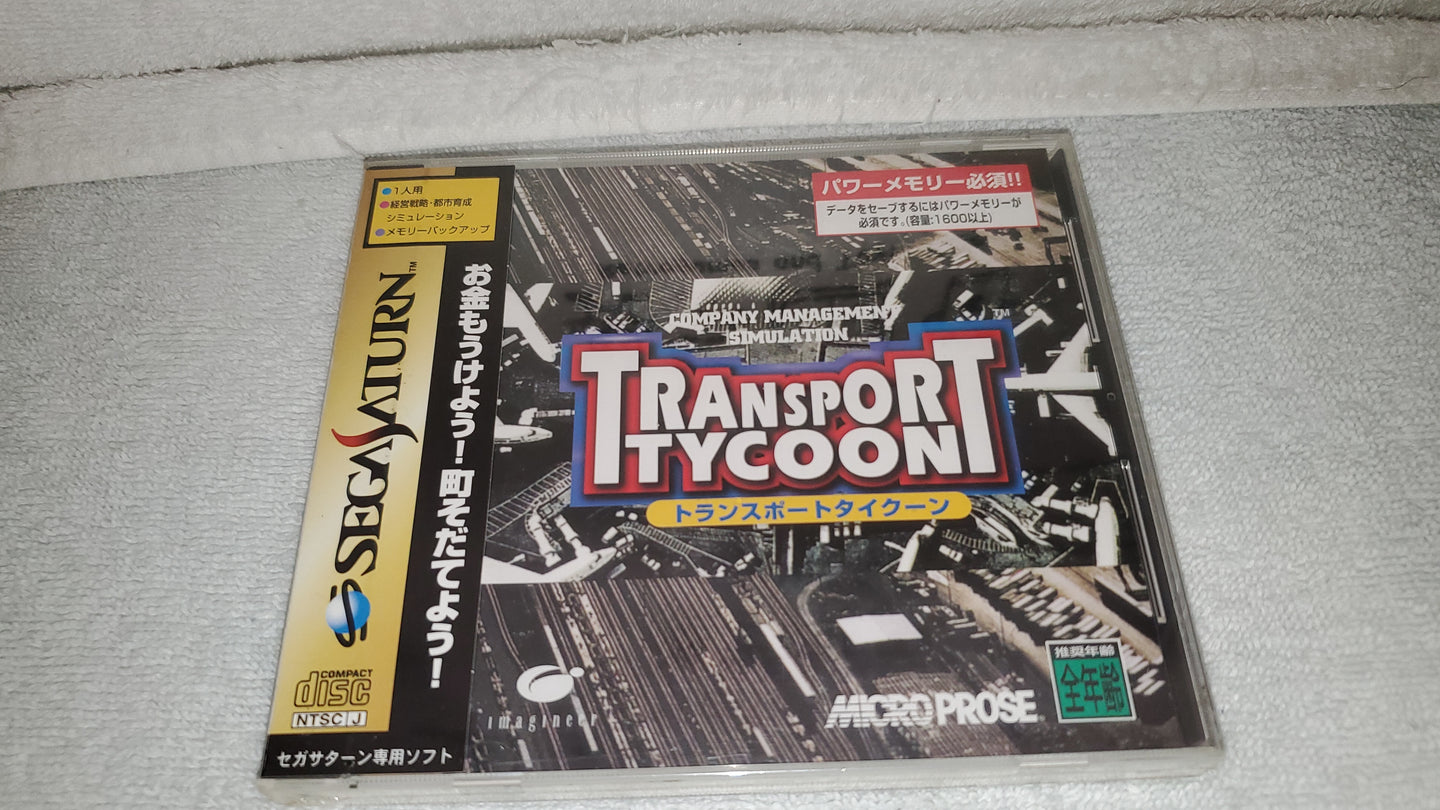 ●1人用
●経営戦略・都市育成
シミュレーション
●メモリーバックアップ
SEGA SATURN™
COMPACT
disc
NTSC J
セガサターン専用ソフト
お金もうけよう!町そだてよう!
パワーメモリー必須!!
データをセーブするにはパワーメモリーが
必須です。(容量:1600以上)
COMPANY MANAGEMENT
SIMULATION
TRANSPORT™
TYCOON
トランスポートタイクーン
imagineer
MICROPROSE
推奨年齢
全年齢